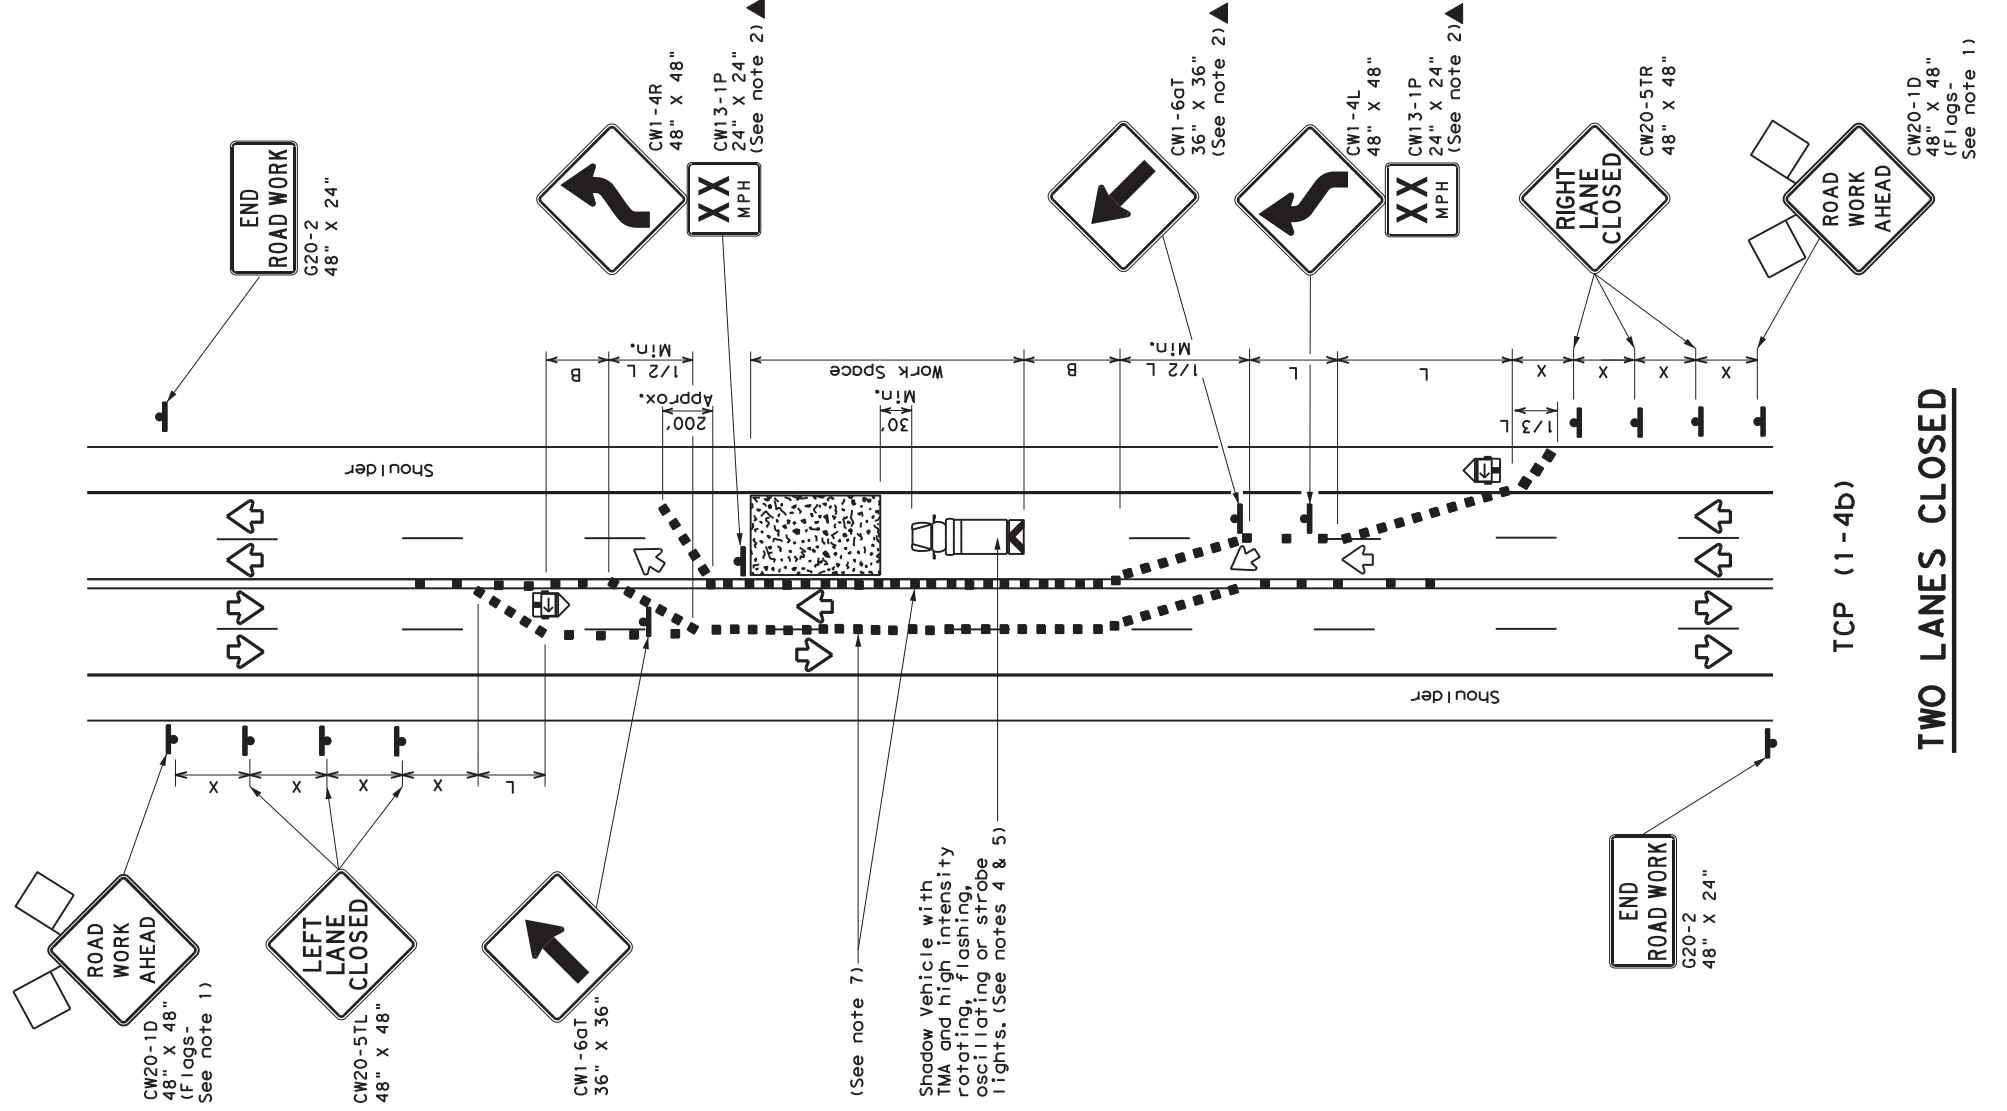 END
ROAD WORK
G20-2
48" X 24"
CW1-4R
48" X 48"
XX
MPH
CW13-1P
24" X 24"
(See note 2)
CW1-6aT
36" X 36"
(See note 2)
CW1-4L
48" X 48"
XX
MPH
CW13-1P
24" X 24"
(See note 2)
RIGHT
LANE
CLOSED
CW20-5TR
48" X 48"
ROAD
WORK
AHEAD
CW20-1D
48" X 48"
(Flags-
See note 1)
B
1/2 L
Min.
200'
Approx.
Work Space
30'
Min.
B
1/2 L
Min.
L
L
X
X
X
X
1/3 L
Shoulder
Shoulder
X
X
X
X
L
ROAD
WORK
AHEAD
CW20-1D
48" X 48"
(Flags-
See note 1)
LEFT
LANE
CLOSED
CW20-5TL
48" X 48"
CW1-6aT
36" X 36"
(See note 7)
Shadow Vehicle with
TMA and high intensity
rotating, flashing,
oscillating or strobe
lights. (See notes 4 & 5)
END
ROAD WORK
G20-2
48" X 24"
TCP (1-4b)
TWO LANES CLOSED